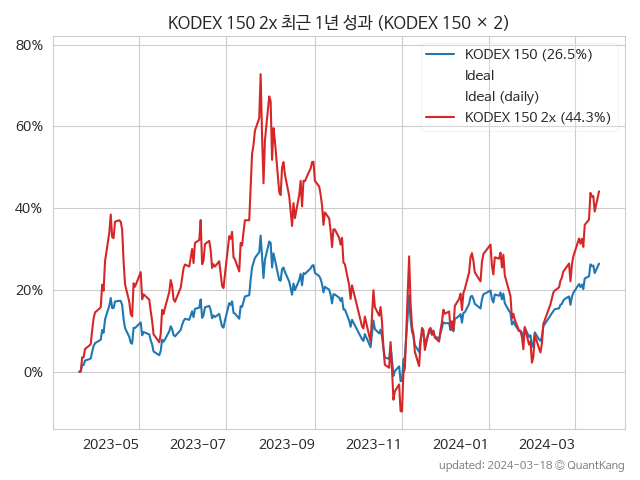 KODEX 150 2x 최근 1년 성과 (KODEX 150 × 2)
80%
60%
40%
20%
0%
KODEX 150 (26.5%)
Ideal
Ideal (daily)
KODEX 150 2x (44.3%)
2023-05
2023-07
2023-09
2023-11
2024-01
2024-03
updated: 2024-03-18 © QuantKang